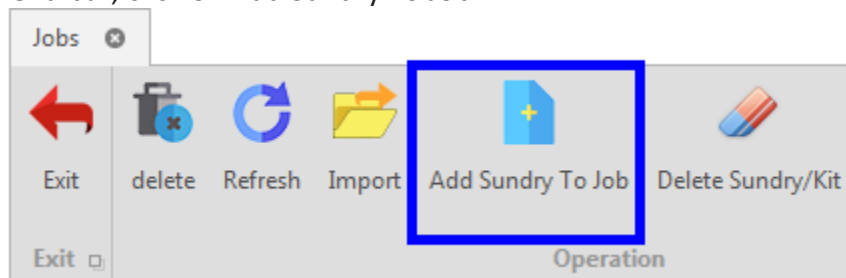 Jobs
Exit delete Refresh Import Add Sundry To Job Delete Sundry/Kit
Exit Operation